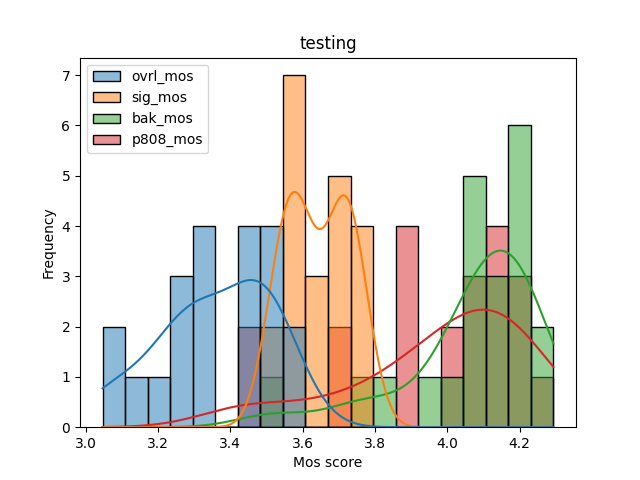 testing
ovrl_mos
sig_mos
bak_mos
p808_mos
Frequency
7
6
5
4
3
2
1
0
3.0 3.2 3.4 3.6 3.8 4.0 4.2
Mos score